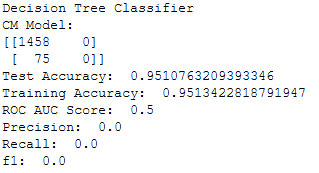 Decision Tree Classifier
CM Model:
[[1458    0]
 [  75    0]]
Test Accuracy:  0.9510763209393346
Training Accuracy:  0.9513422818791947
ROC AUC Score:  0.5
Precision:  0.0
Recall:  0.0
f1:  0.0